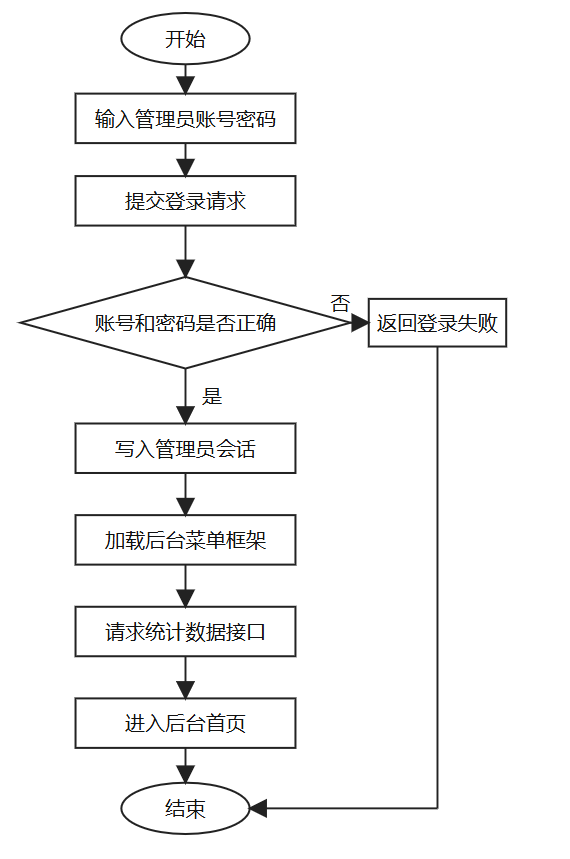 开始
输入管理员账号密码
提交登录请求
账号和密码是否正确
否
返回登录失败
是
写入管理员会话
加载后台菜单框架
请求统计数据接口
进入后台首页
结束